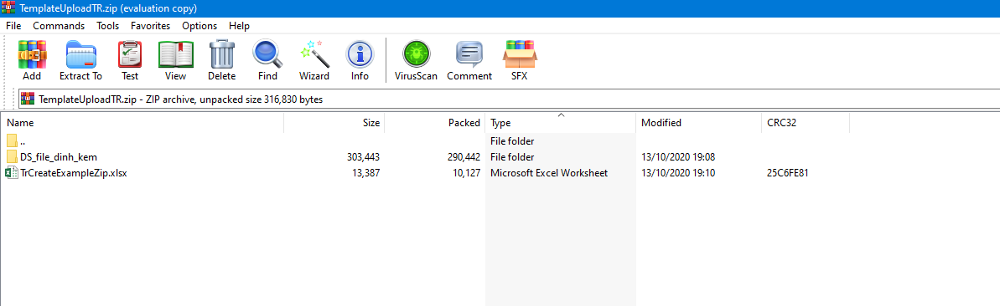 TemplateUploadTR.zip (evaluation copy)
File Commands Tools Favorites Options Help
Add Extract To Test View Delete Find Wizard Info VirusScan Comment SFX
TemplateUploadTR.zip - ZIP archive, unpacked size 316,830 bytes
Name Size Packed Type Modified CRC32
.. File folder
DS_file_dinh_kem 303,443 290,442 File folder 13/10/2020 19:08
TrCreateExampleZip.xlsx 13,387 10,127 Microsoft Excel Worksheet 13/10/2020 19:10 25C6FE81